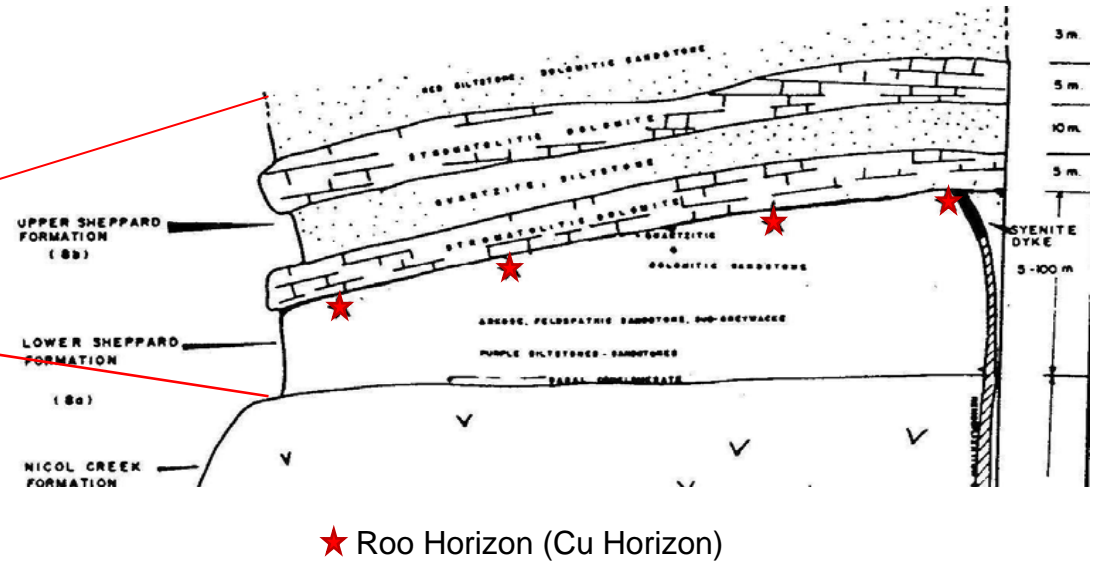 3 m.
RED SILTSTONE, DOLOMITIC SANDSTONE
5 m.
STROMATOLITIC DOLOMITE
10 m.
QUARTZITE, SILTSTONE
5 m.
STROMATOLITIC DOLOMITE
UPPER SHEPPARD
FORMATION
(8b)
SYENITE
DYKE
QUARTZITIC
DOLOMITIC SANDSTONE
5-100 m
ARKOSE, FELDSPATHIC SANDSTONE, SUB-GREYWACKE
LOWER SHEPPARD
FORMATION
PURPLE SILTSTONES - SANDSTONES
BASAL CONGLOMERATE
(8a)
NICOL CREEK
FORMATION
Roo Horizon (Cu Horizon)